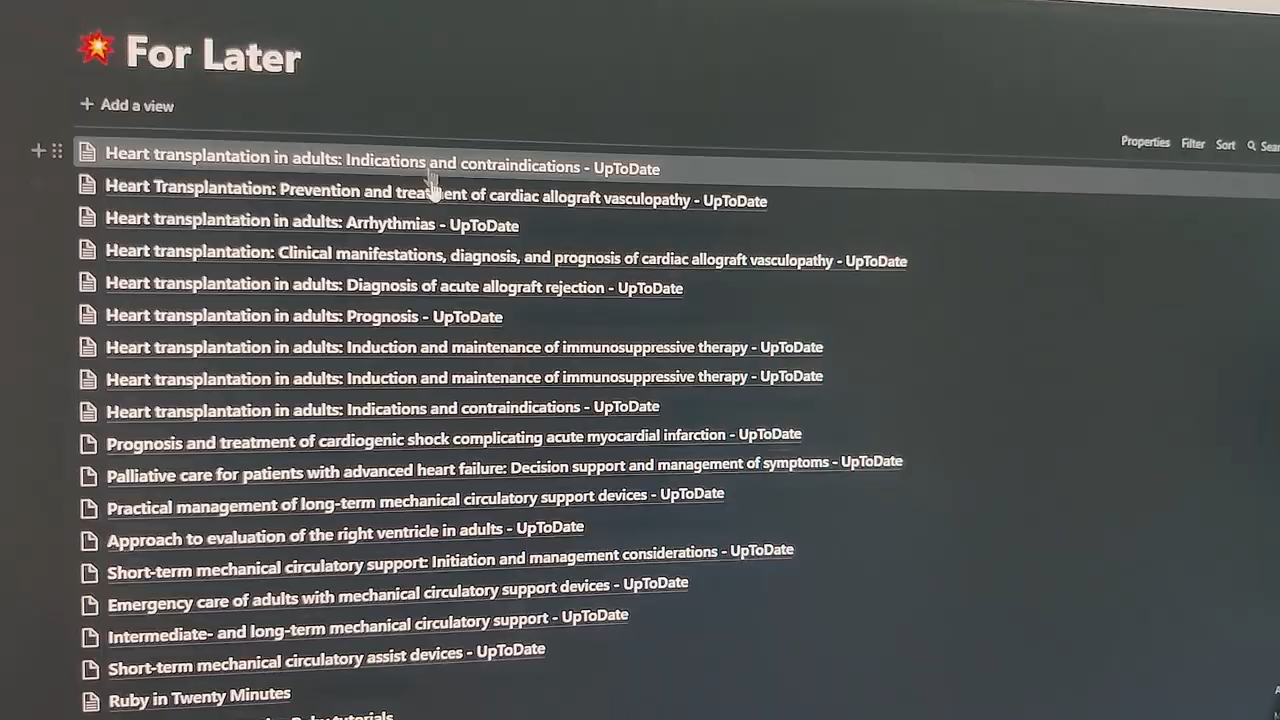 For Later
+ Add a view
Properties Filter Sort
Heart transplantation in adults: Indications and contraindications - UpToDate
Heart Transplantation: Prevention and treatment of cardiac allograft vasculopathy - UpToDate
Heart transplantation in adults: Arrhythmias - UpToDate
Heart transplantation: Clinical manifestations, diagnosis, and prognosis of cardiac allograft vasculopathy - UpToDate
Heart transplantation in adults: Diagnosis of acute allograft rejection - UpToDate
Heart transplantation in adults: Prognosis - UpToDate
Heart transplantation in adults: Induction and maintenance of immunosuppressive therapy - UpToDate
Heart transplantation in adults: Induction and maintenance of immunosuppressive therapy - UpToDate
Heart transplantation in adults: Indications and contraindications - UpToDate
Prognosis and treatment of cardiogenic shock complicating acute myocardial infarction - UpToDate
Palliative care for patients with advanced heart failure: Decision support and management of symptoms - UpToDate
Practical management of long-term mechanical circulatory support devices - UpToDate
Approach to evaluation of the right ventricle in adults - UpToDate
Short-term mechanical circulatory support: Initiation and management considerations - UpToDate
Emergency care of adults with mechanical circulatory support devices - UpToDate
Intermediate- and long-term mechanical circulatory support - UpToDate
Short-term mechanical circulatory assist devices - UpToDate
Ruby in Twenty Minutes
Ruby tutorials